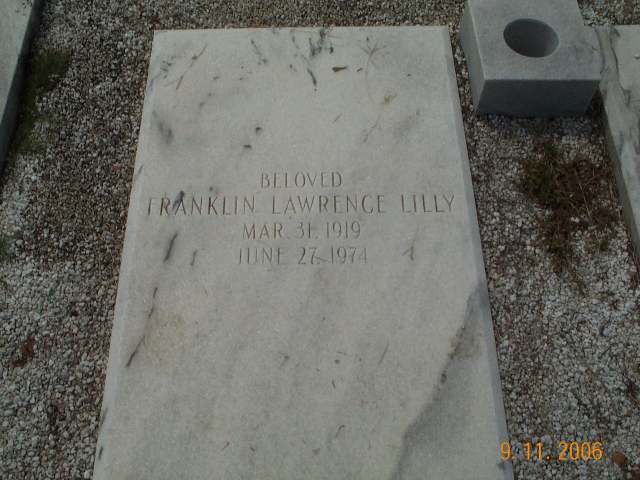 BELOVED
FRANKLIN LAWRENCE LILLY
MAR 31, 1919
JUNE 27, 1974
9. 11. 2006